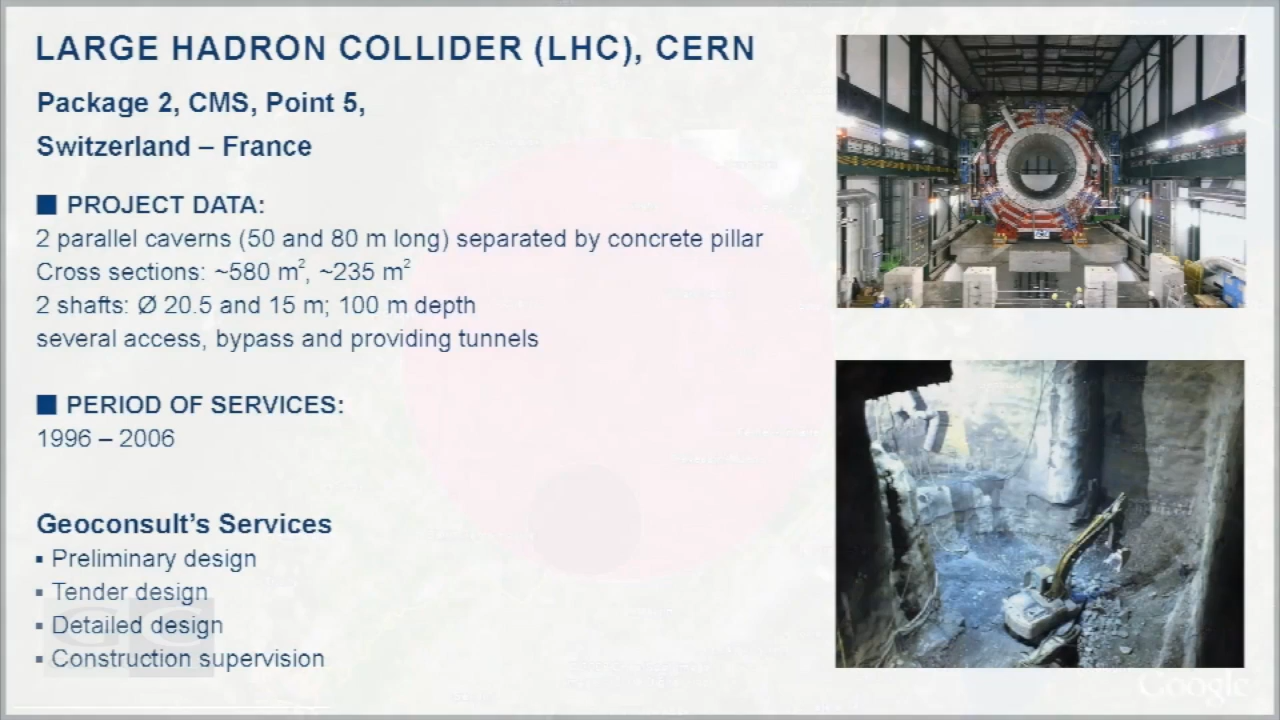 LARGE HADRON COLLIDER (LHC), CERN
Package 2, CMS, Point 5,
Switzerland – France
■ PROJECT DATA:
2 parallel caverns (50 and 80 m long) separated by concrete pillar
Cross sections: ~580 m², ~235 m²
2 shafts: Ø 20.5 and 15 m; 100 m depth
several access, bypass and providing tunnels
■ PERIOD OF SERVICES:
1996 – 2006
Geoconsult's Services
▪ Preliminary design
▪ Tender design
▪ Detailed design
▪ Construction supervision
GC
Google